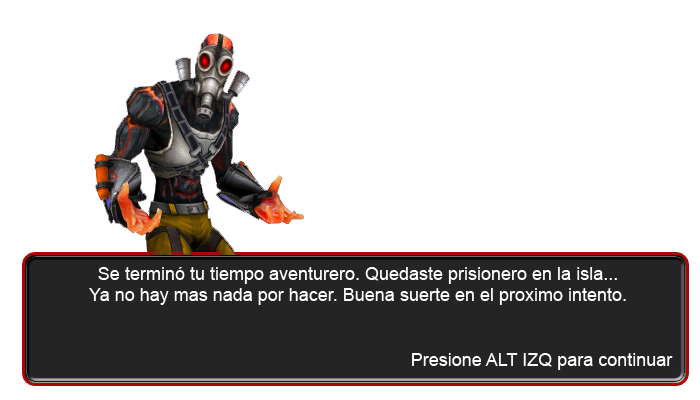 Se terminó tu tiempo aventurero. Quedaste prisionero en la isla...
Ya no hay mas nada por hacer. Buena suerte en el proximo intento.
Presione ALT IZQ para continuar